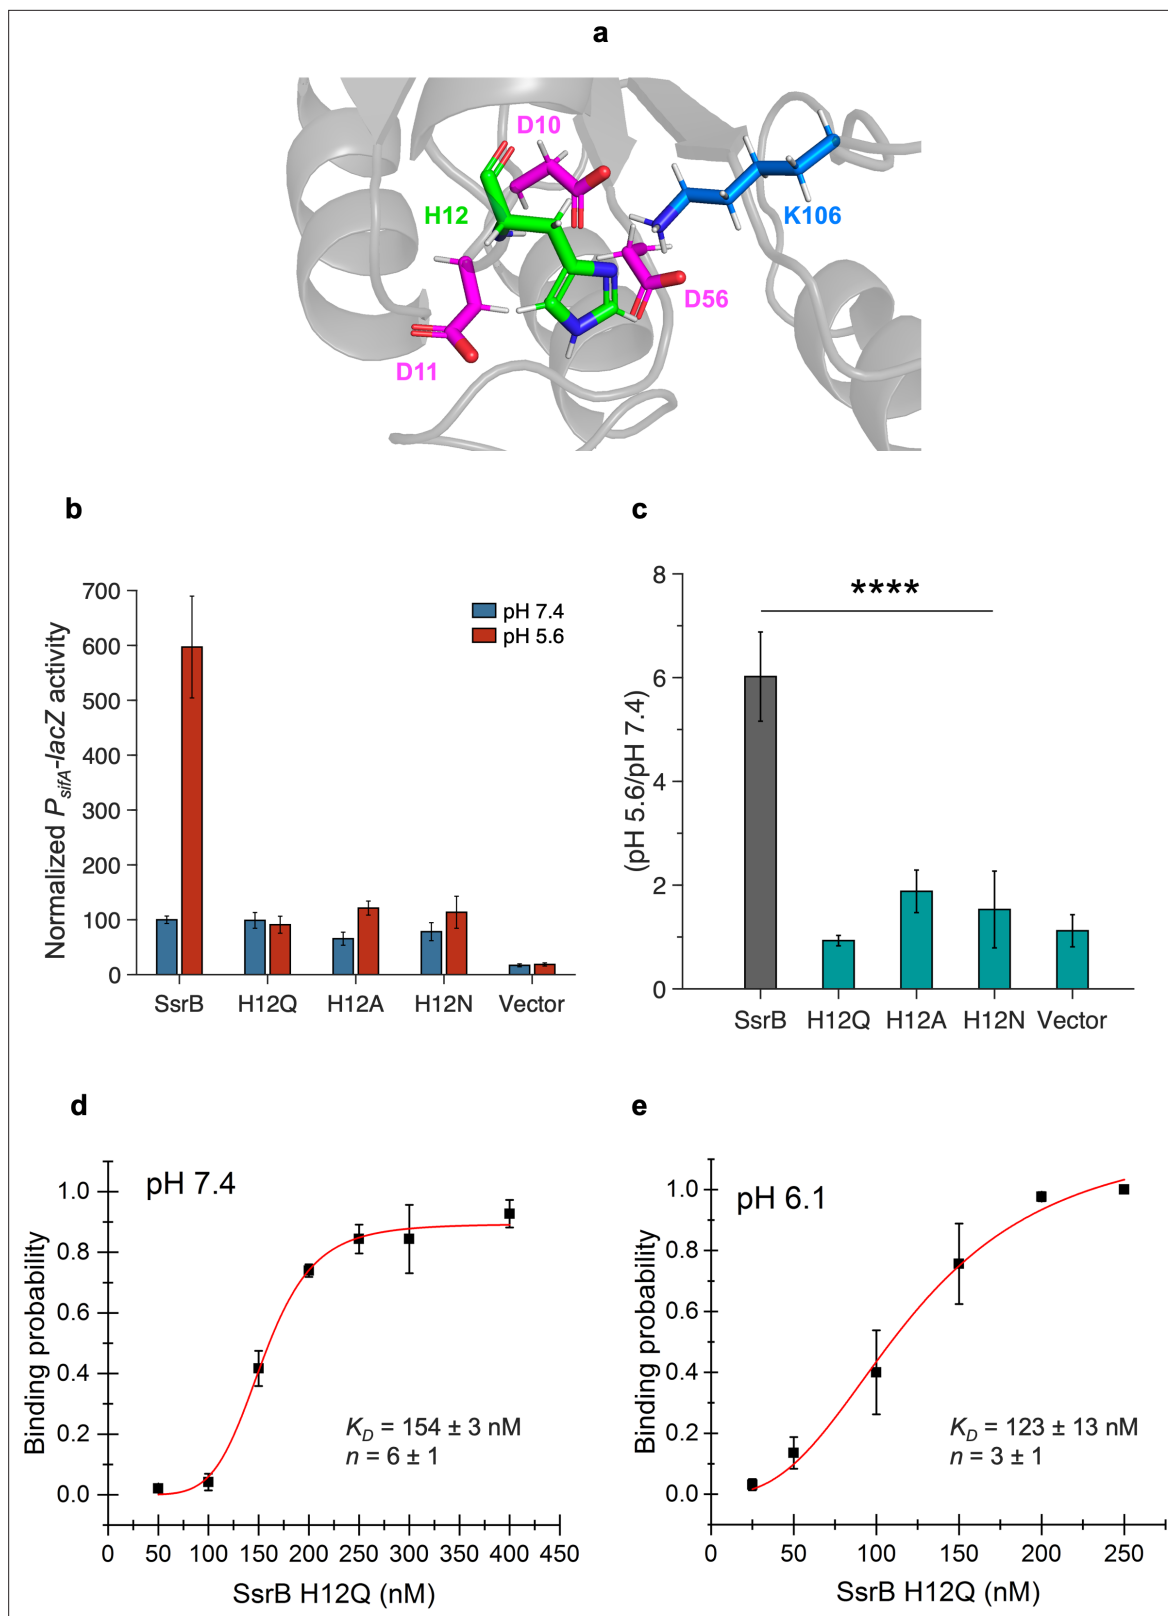 a
D10
H12
K106
D56
D11
b
c
Normalized PsifA-lacZ activity
700
600
500
400
300
200
100
0
pH 7.4
pH 5.6
SsrB H12Q H12A H12N Vector
(pH 5.6/pH 7.4)
8
6
4
2
0
****
SsrB H12Q H12A H12N Vector
d
e
Binding probability
1.0
0.8
0.6
0.4
0.2
0.0
pH 7.4
KD = 154 ± 3 nM
n = 6 ± 1
0 50 100 150 200 250 300 350 400 450
SsrB H12Q (nM)
Binding probability
1.0
0.8
0.6
0.4
0.2
0.0
pH 6.1
KD = 123 ± 13 nM
n = 3 ± 1
0 50 100 150 200 250
SsrB H12Q (nM)